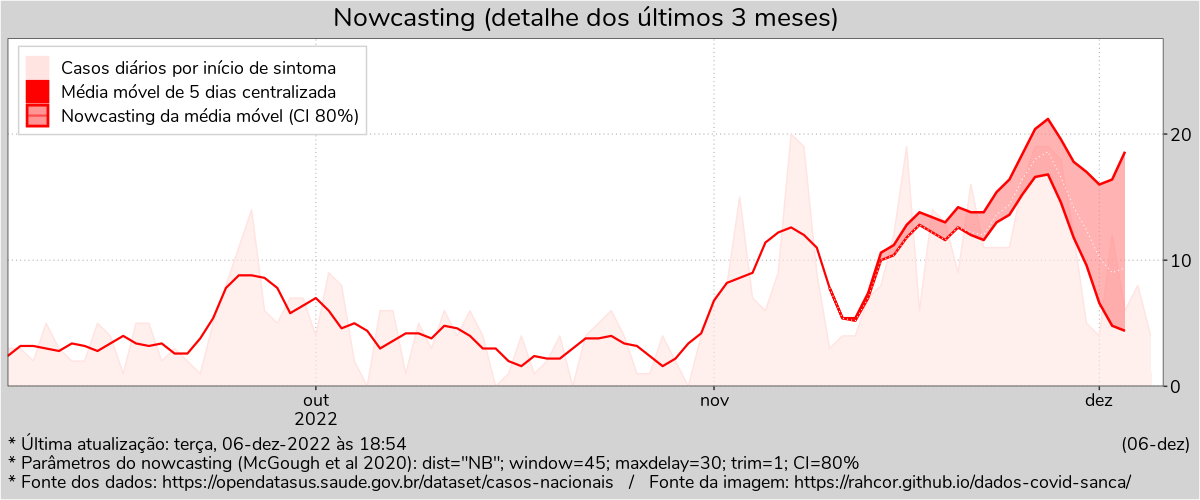 Nowcasting (detalhe dos últimos 3 meses)
Casos diários por início de sintoma
Média móvel de 5 dias centralizada
Nowcasting da média móvel (CI 80%)
20
10
0
out
2022
nov
dez
* Última atualização: terça, 06-dez-2022 às 18:54
(06-dez)
* Parâmetros do nowcasting (McGough et al 2020): dist="NB"; window=45; maxdelay=30; trim=1; CI=80%
* Fonte dos dados: https://opendatasus.saude.gov.br/dataset/casos-nacionais / Fonte da imagem: https://rahcor.github.io/dados-covid-sanca/